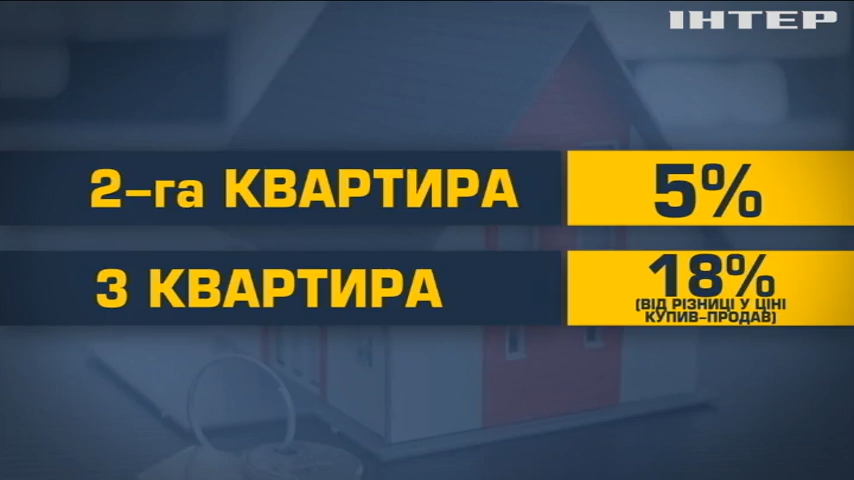 ІНТЕР
2-га КВАРТИРА
5%
3 КВАРТИРА
18%
(ВІД РІЗНИЦІ У ЦІНІ
КУПИВ-ПРОДАВ)